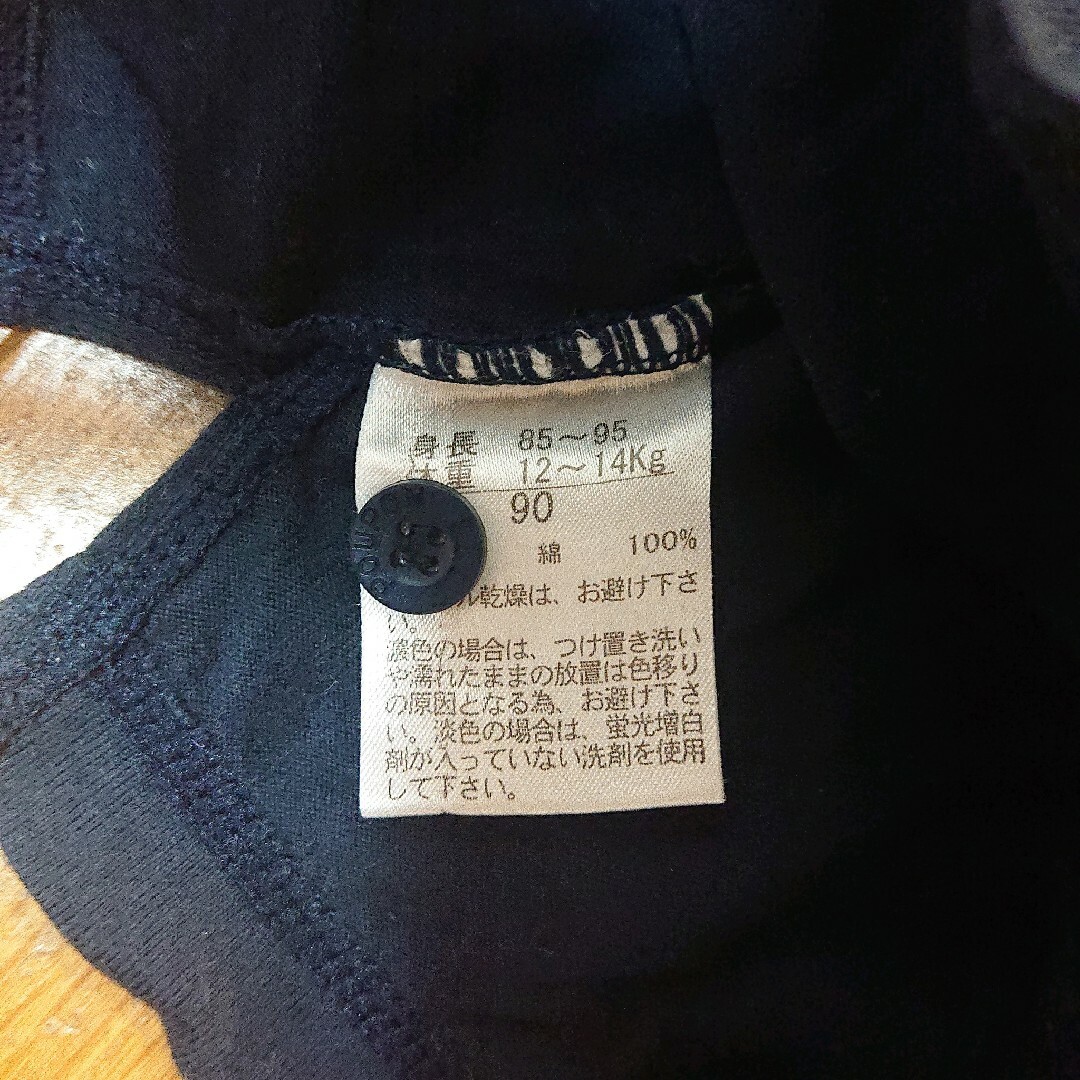 身長 85～95
体重 12～14Kg
90
綿 100%
ル乾燥は、お避け下さ
い。
濃色の場合は、つけ置き洗い
や濡れたままの放置は色移り
の原因となる為、お避け下さ
い。淡色の場合は、蛍光増白
剤が入っていない洗剤を使用
して下さい。